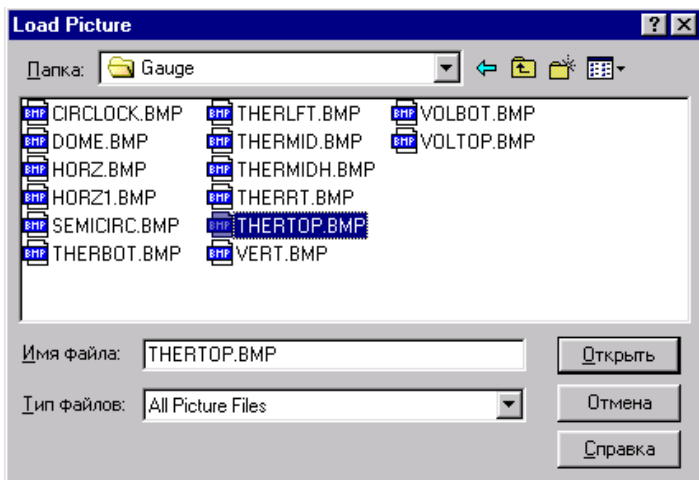 Load Picture
Папка: Gauge
CIRCLOCK.BMP THERLFT.BMP VOLBOT.BMP
DOME.BMP THERMID.BMP VOLTOP.BMP
HORZ.BMP THERMIDH.BMP
HORZ1.BMP THERRT.BMP
SEMICIRC.BMP THERTOP.BMP
THERBOT.BMP VERT.BMP
Имя файла: THERTOP.BMP Открыть
Тип файлов: All Picture Files Отмена
Справка